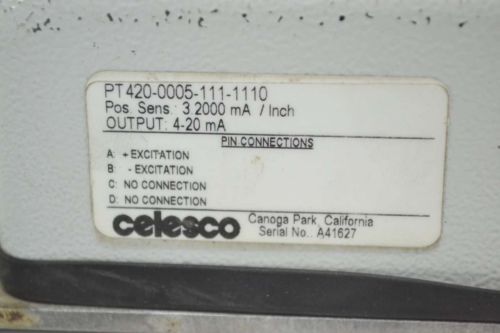 PT420-0005-111-1110
Pos. Sens.: 3.2000 mA / Inch
OUTPUT: 4-20 mA
PIN CONNECTIONS
A: + EXCITATION
B: - EXCITATION
C: NO CONNECTION
D: NO CONNECTION
celesco
Canoga Park, California
Serial No.: A41627